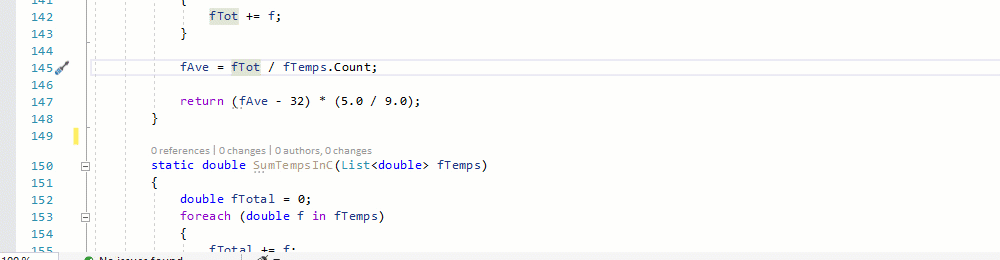 141 {
142 fTot += f;
143 }
144
145 fAve = fTot / fTemps.Count;
146
147 return (fAve - 32) * (5.0 / 9.0);
148 }
149
0 references | 0 changes | 0 authors, 0 changes
150 static double SumTempsInC(List<double> fTemps)
151 {
152 double fTotal = 0;
153 foreach (double f in fTemps)
154 {
155 fTotal += f;
100 % No issues found